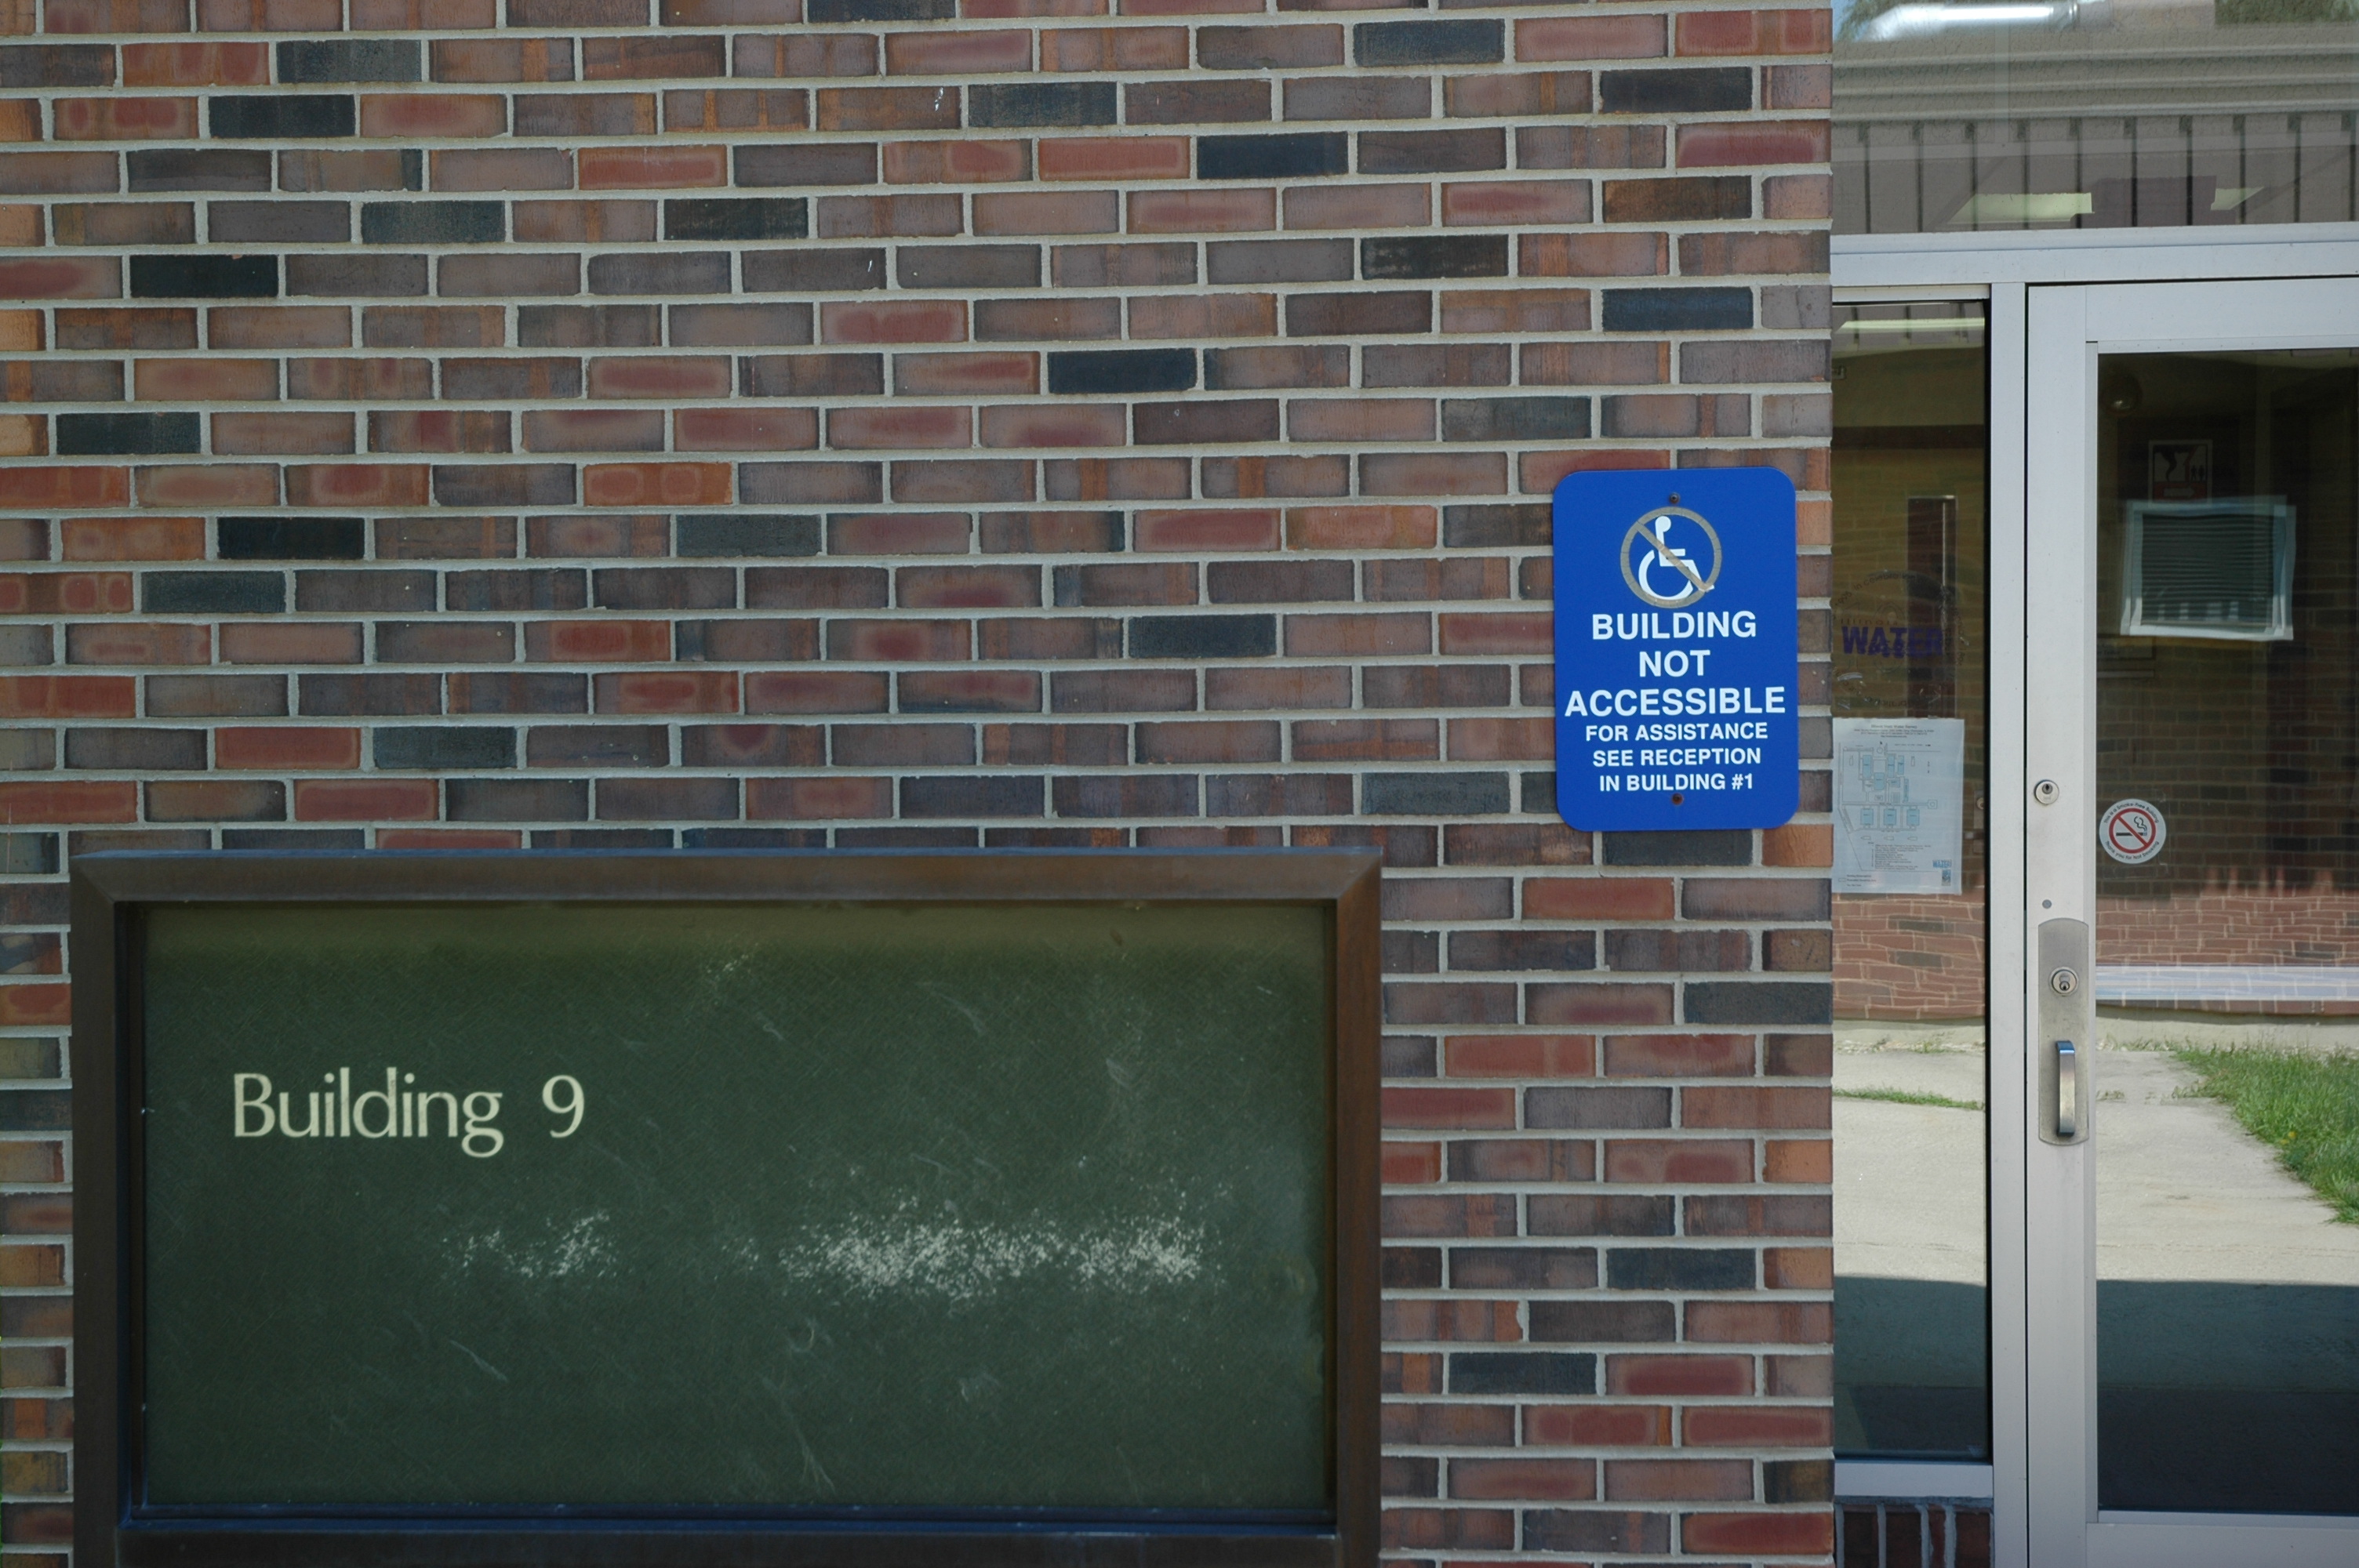 BUILDING
NOT
ACCESSIBLE
FOR ASSISTANCE
SEE RECEPTION
IN BUILDING #1
WATER
Building 9